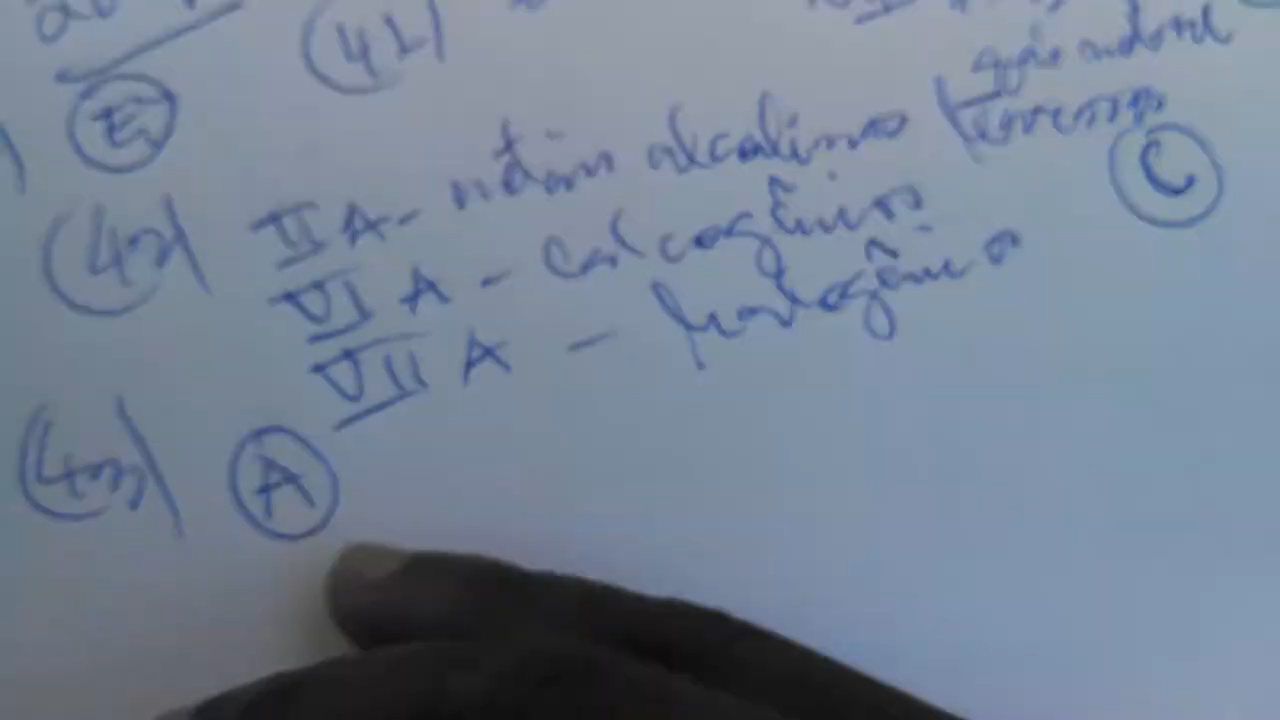 (41)
E
(42) II A - metais alcalinos terrosos
C
VI A - calcogênios
VII A - halogênios
(43) A